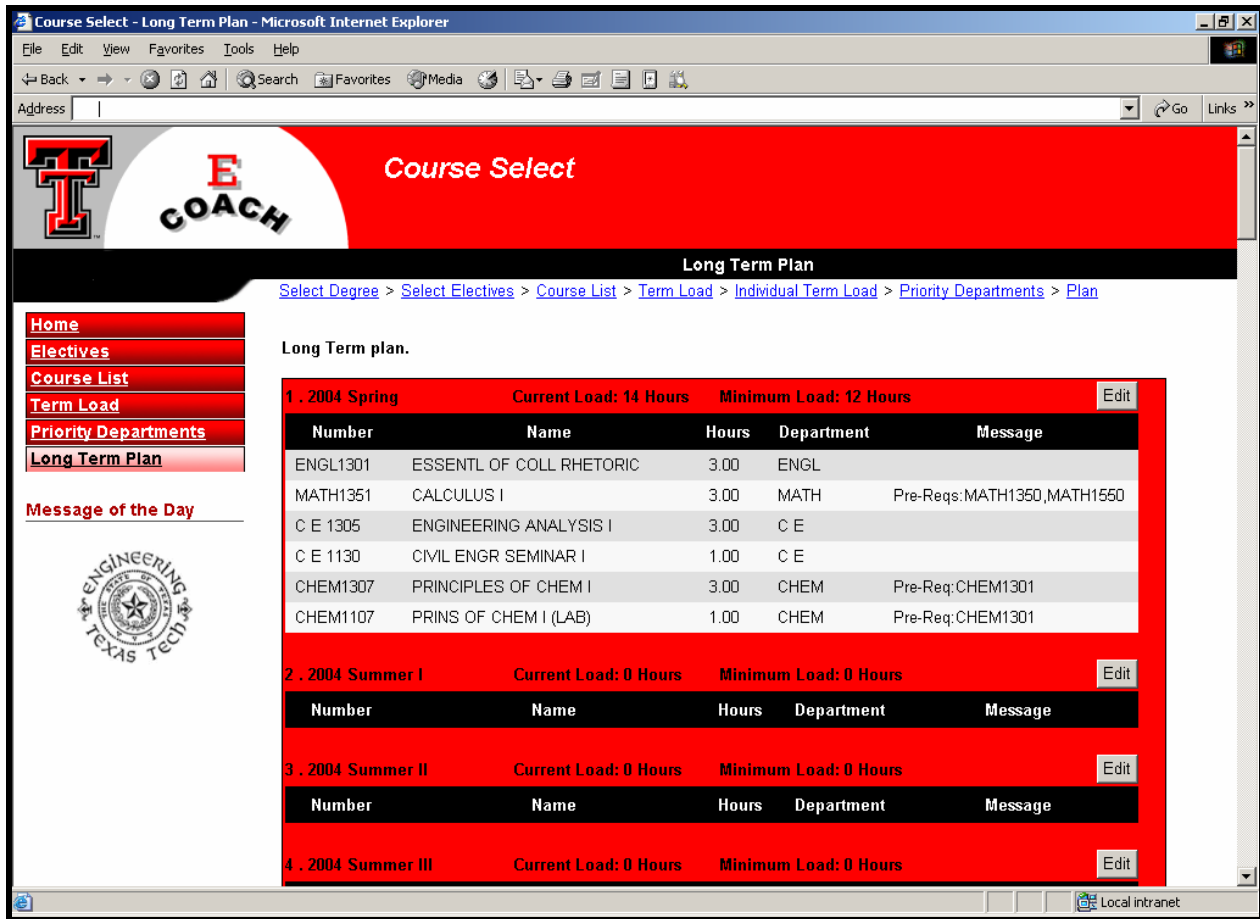 Course Select - Long Term Plan - Microsoft Internet Explorer
File Edit View Favorites Tools Help
Back Search Favorites Media
Address Go Links »
T
E
COACH
Course Select
Long Term Plan
Select Degree > Select Electives > Course List > Term Load > Individual Term Load > Priority Departments > Plan
Home
Electives
Course List
Term Load
Priority Departments
Long Term Plan
Message of the Day
ENGINEERING
TEXAS TECH
Long Term plan.
1 . 2004 Spring Current Load: 14 Hours Minimum Load: 12 Hours Edit
Number Name Hours Department Message
ENGL1301 ESSENTL OF COLL RHETORIC 3.00 ENGL
MATH1351 CALCULUS I 3.00 MATH Pre-Reqs:MATH1350,MATH1550
C E 1305 ENGINEERING ANALYSIS I 3.00 C E
C E 1130 CIVIL ENGR SEMINAR I 1.00 C E
CHEM1307 PRINCIPLES OF CHEM I 3.00 CHEM Pre-Req:CHEM1301
CHEM1107 PRINS OF CHEM I (LAB) 1.00 CHEM Pre-Req:CHEM1301
2 . 2004 Summer I Current Load: 0 Hours Minimum Load: 0 Hours Edit
Number Name Hours Department Message
3 . 2004 Summer II Current Load: 0 Hours Minimum Load: 0 Hours Edit
Number Name Hours Department Message
4 . 2004 Summer III Current Load: 0 Hours Minimum Load: 0 Hours Edit
Local intranet